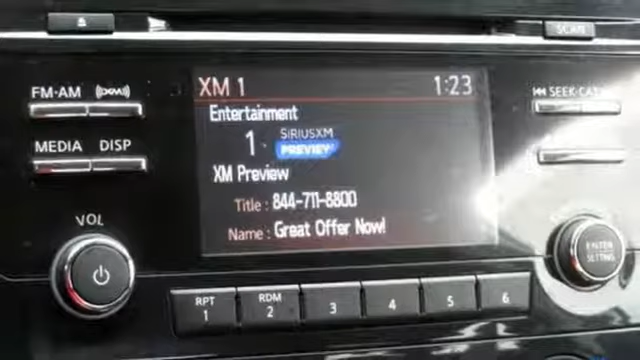 SCAN
FM·AM ((XM))
XM 1 1:23
SEEK·CAT
Entertainment
1 SIRIUSXM
PREVIEW
MEDIA DISP
XM Preview
Title : 844-711-8800
Name : Great Offer Now!
VOL
ENTER
SETTING
RPT RDM
1 2 3 4 5 6